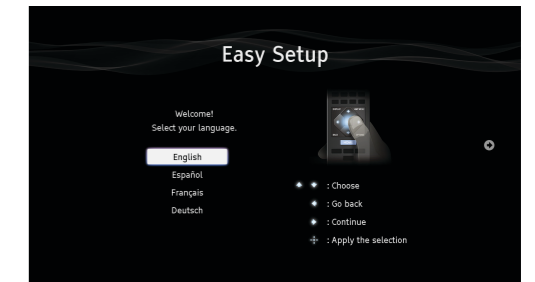 Easy Setup
Welcome!
Select your language.
English
Español
Français
Deutsch
: Choose
: Go back
: Continue
: Apply the selection